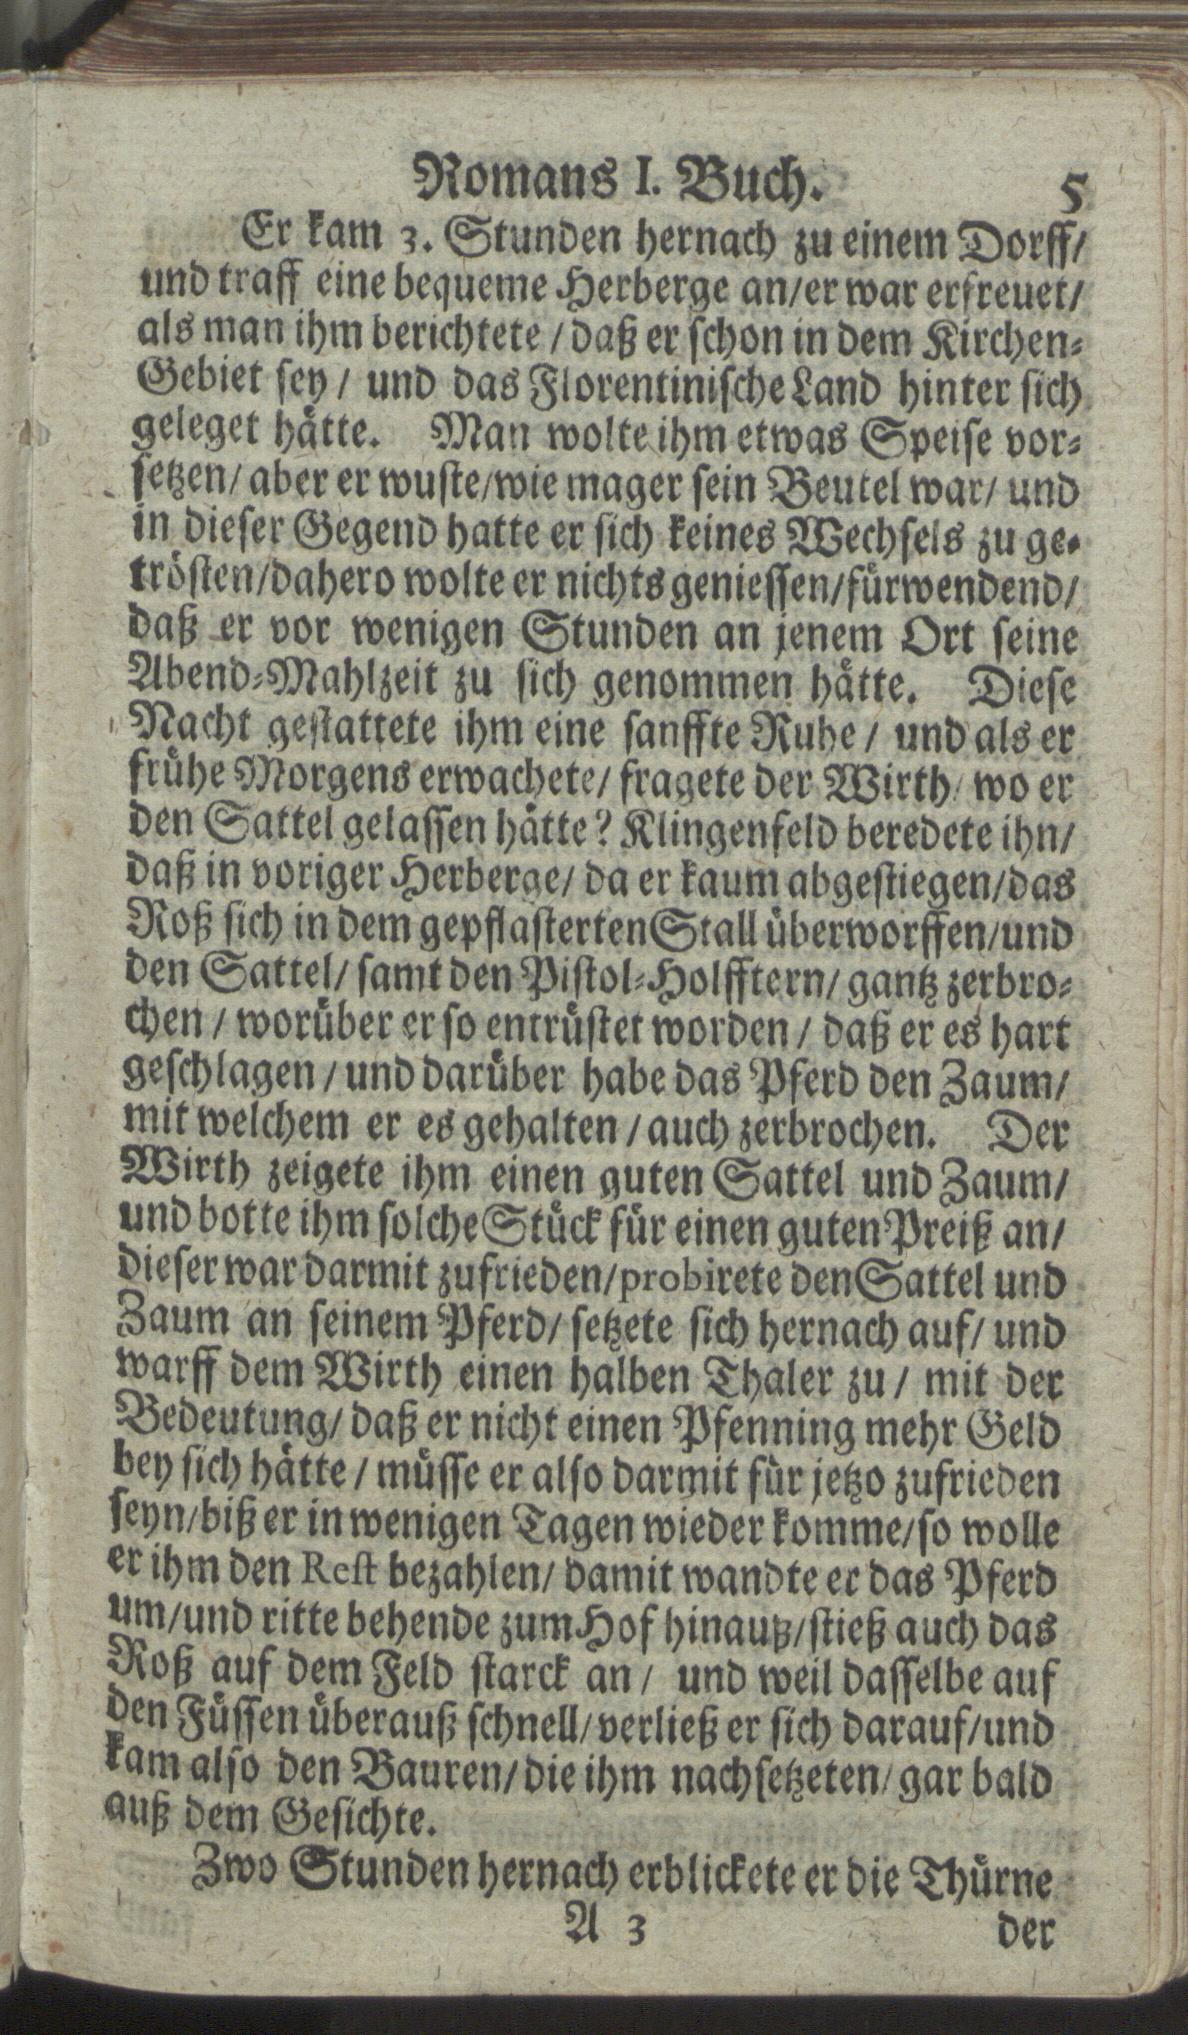 Romans I. Buch. 5
Er kam 3. Stunden hernach zu einem Dorff/
und traff eine bequeme Herberge an/er war erfreuet/
als man ihm berichtete / daß er schon in dem Kirchen-
Gebiet sey / und das Florentinische Land hinter sich
geleget hätte. Man wolte ihm etwas Speise vor-
setzen/ aber er wuste/wie mager sein Beutel war/ und
in dieser Gegend hatte er sich keines Wechsels zu ge-
trösten/dahero wolte er nichts geniessen/fürwendend/
daß er vor wenigen Stunden an jenem Ort seine
Abend-Mahlzeit zu sich genommen hätte. Diese
Nacht gestattete ihm eine sanffte Ruhe / und als er
frühe Morgens erwachete/ fragete der Wirth/ wo er
den Sattel gelassen hätte? Klingenfeld beredete ihn/
daß in voriger Herberge/ da er kaum abgestiegen/das
Roß sich in dem gepflasterten Stall überworffen/und
den Sattel/ samt den Pistol-Holfftern/ gantz zerbro-
chen / worüber er so entrüstet worden / daß er es hart
geschlagen / und darüber habe das Pferd den Zaum/
mit welchem er es gehalten / auch zerbrochen. Der
Wirth zeigete ihm einen guten Sattel und Zaum/
und botte ihm solche Stück für einen guten Preiß an/
dieser war darmit zufrieden/probirete den Sattel und
Zaum an seinem Pferd/ setzete sich hernach auf/ und
warff dem Wirth einen halben Thaler zu / mit der
Bedeutung/ daß er nicht einen Pfenning mehr Geld
bey sich hätte / müsse er also darmit für jetzo zufrieden
seyn/biß er in wenigen Tagen wieder komme/so wolle
er ihm den Rest bezahlen/ damit wandte er das Pferd
um/und ritte behende zum Hof hinauß/stieß auch das
Roß auf dem Feld starck an / und weil dasselbe auf
den Füssen überauß schnell/verließ er sich darauf/und
kam also den Bauren/die ihm nachsetzeten/ gar bald
auß dem Gesichte.
Zwo Stunden hernach erblickete er die Thürne
A 3 der